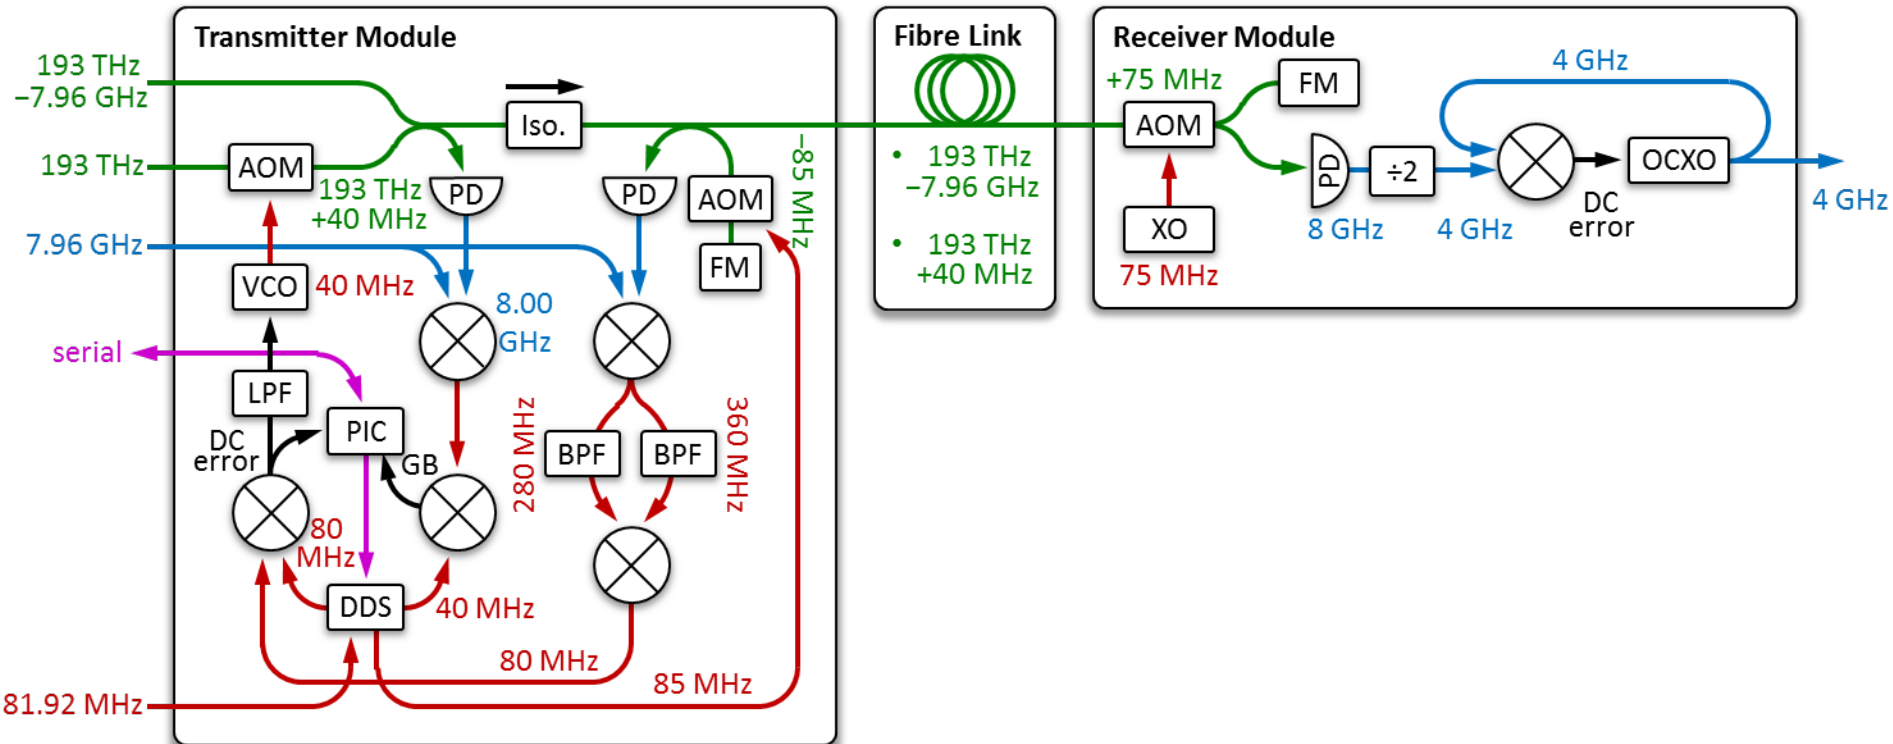 Transmitter Module
193 THz
−7.96 GHz
193 THz
AOM
193 THz
+40 MHz
Iso.
PD
PD
AOM
−85 MHz
FM
7.96 GHz
VCO
40 MHz
8.00
GHz
serial
LPF
PIC
DC
error
GB
280 MHz
BPF
BPF
360 MHz
80
MHz
DDS
40 MHz
80 MHz
85 MHz
81.92 MHz
Fibre Link
• 193 THz
−7.96 GHz
• 193 THz
+40 MHz
Receiver Module
+75 MHz
AOM
FM
XO
75 MHz
PD
8 GHz
÷2
4 GHz
4 GHz
DC
error
OCXO
4 GHz